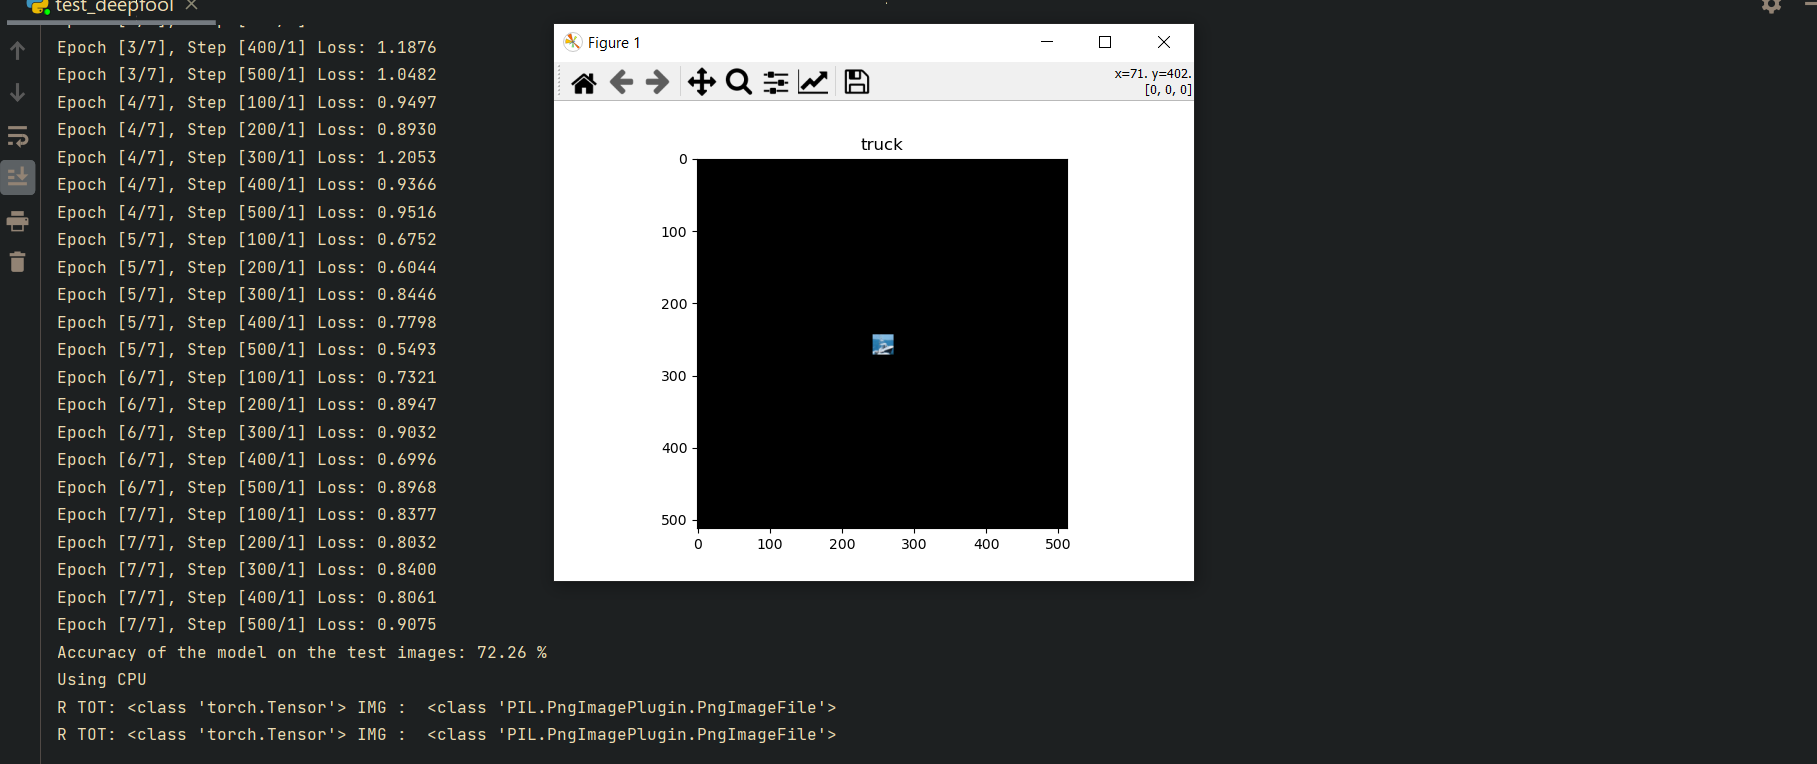 test_deepfool
Epoch [3/7], Step [400/1] Loss: 1.1876
Epoch [3/7], Step [500/1] Loss: 1.0482
Epoch [4/7], Step [100/1] Loss: 0.9497
Epoch [4/7], Step [200/1] Loss: 0.8930
Epoch [4/7], Step [300/1] Loss: 1.2053
Epoch [4/7], Step [400/1] Loss: 0.9366
Epoch [4/7], Step [500/1] Loss: 0.9516
Epoch [5/7], Step [100/1] Loss: 0.6752
Epoch [5/7], Step [200/1] Loss: 0.6044
Epoch [5/7], Step [300/1] Loss: 0.8446
Epoch [5/7], Step [400/1] Loss: 0.7798
Epoch [5/7], Step [500/1] Loss: 0.5493
Epoch [6/7], Step [100/1] Loss: 0.7321
Epoch [6/7], Step [200/1] Loss: 0.8947
Epoch [6/7], Step [300/1] Loss: 0.9032
Epoch [6/7], Step [400/1] Loss: 0.6996
Epoch [6/7], Step [500/1] Loss: 0.8968
Epoch [7/7], Step [100/1] Loss: 0.8377
Epoch [7/7], Step [200/1] Loss: 0.8032
Epoch [7/7], Step [300/1] Loss: 0.8400
Epoch [7/7], Step [400/1] Loss: 0.8061
Epoch [7/7], Step [500/1] Loss: 0.9075
Accuracy of the model on the test images: 72.26 %
Using CPU
R TOT: <class 'torch.Tensor'> IMG :  <class 'PIL.PngImagePlugin.PngImageFile'>
R TOT: <class 'torch.Tensor'> IMG :  <class 'PIL.PngImagePlugin.PngImageFile'>
Figure 1
x=71. y=402.
[0, 0, 0]
truck
0
100
200
300
400
500
0 100 200 300 400 500